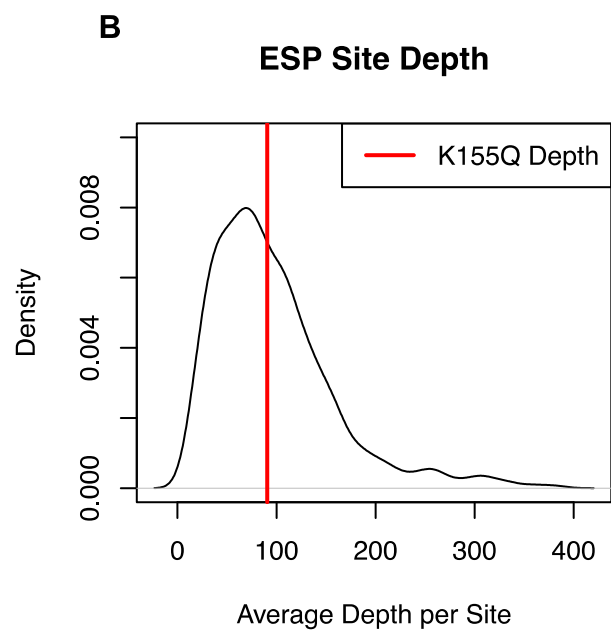 B
ESP Site Depth
K155Q Depth
0.008
0.004
0.000
Density
0 100 200 300 400
Average Depth per Site